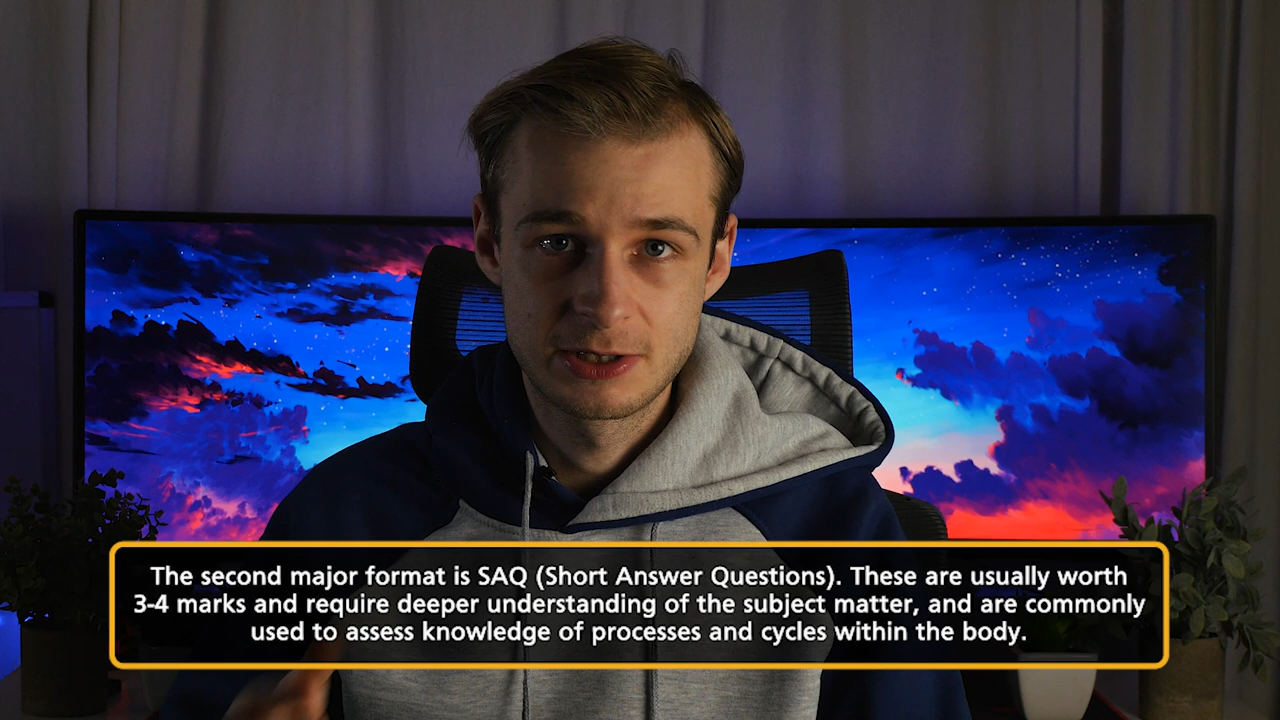 The second major format is SAQ (Short Answer Questions). These are usually worth
3-4 marks and require deeper understanding of the subject matter, and are commonly
used to assess knowledge of processes and cycles within the body.